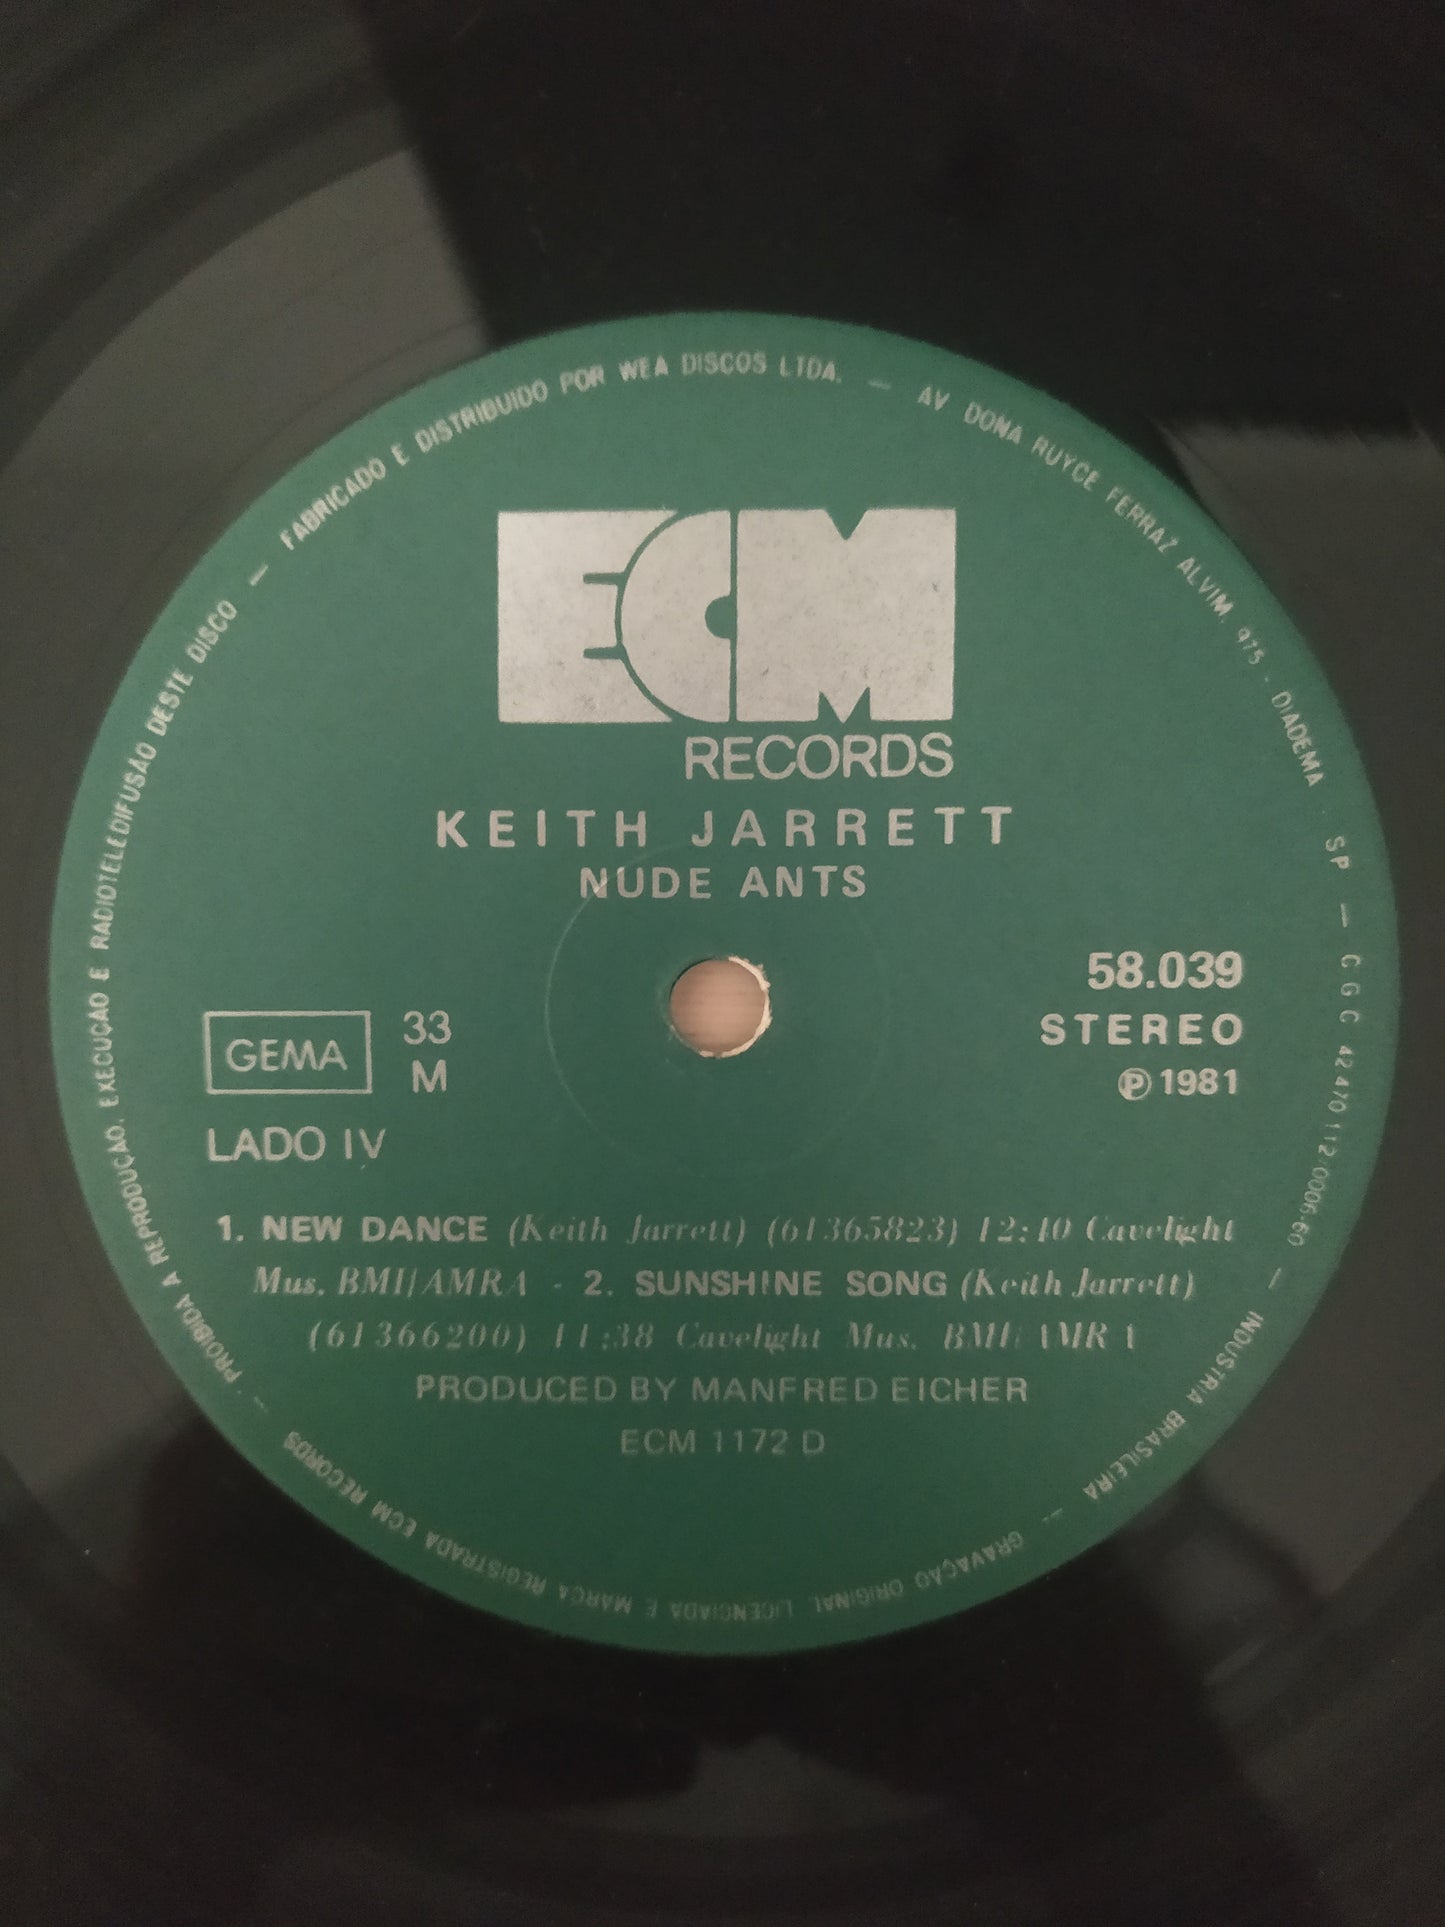 FABRICADO E DISTRIBUIDO POR WEA DISCOS LTDA. — AV DONA RUYCE FERRAZ ALVIM, 975 - DIADEMA SP — C G C 42 470 112/0006-60 / INDUSTRIA BRASILEIRA — GRAVAÇÃO ORIGINAL LICENCIADA E MARCA REGISTRADA ECM RECORDS — PROIBIDA A REPRODUÇÃO, EXECUÇÃO E RADIOTELEDIFUSÃO DESTE DISCO —
ECM
RECORDS
KEITH JARRETT
NUDE ANTS
58.039
STEREO
℗ 1981
GEMA 33
M
LADO IV
1. NEW DANCE (Keith Jarrett) (61365823) 12:40 Cavelight
Mus. BMI/AMRA - 2. SUNSHINE SONG (Keith Jarrett)
(61366200) 11:38 Cavelight Mus. BMI/AMRA
PRODUCED BY MANFRED EICHER
ECM 1172 D